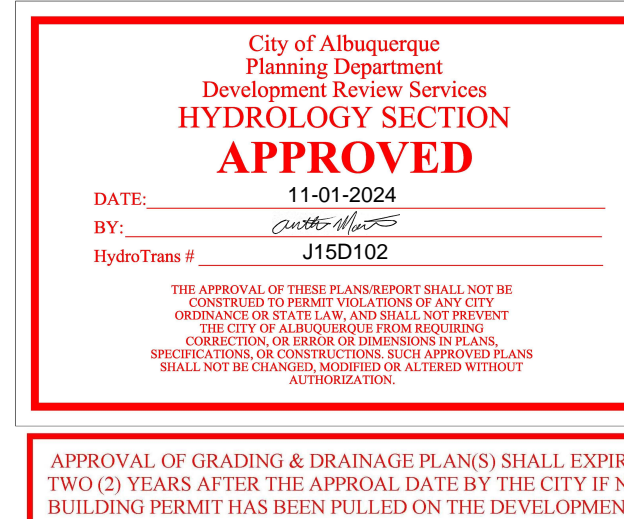 City of Albuquerque
Planning Department
Development Review Services
HYDROLOGY SECTION
APPROVED
DATE: 11-01-2024
BY:
HydroTrans # J15D102
THE APPROVAL OF THESE PLANS/REPORT SHALL NOT BE
CONSTRUED TO PERMIT VIOLATIONS OF ANY CITY
ORDINANCE OR STATE LAW, AND SHALL NOT PREVENT
THE CITY OF ALBUQUERQUE FROM REQUIRING
CORRECTION, OR ERROR OR DIMENSIONS IN PLANS,
SPECIFICATIONS, OR CONSTRUCTIONS. SUCH APPROVED PLANS
SHALL NOT BE CHANGED, MODIFIED OR ALTERED WITHOUT
AUTHORIZATION.
APPROVAL OF GRADING & DRAINAGE PLAN(S) SHALL EXPIR
TWO (2) YEARS AFTER THE APPROAL DATE BY THE CITY IF N
BUILDING PERMIT HAS BEEN PULLED ON THE DEVELOPMEN